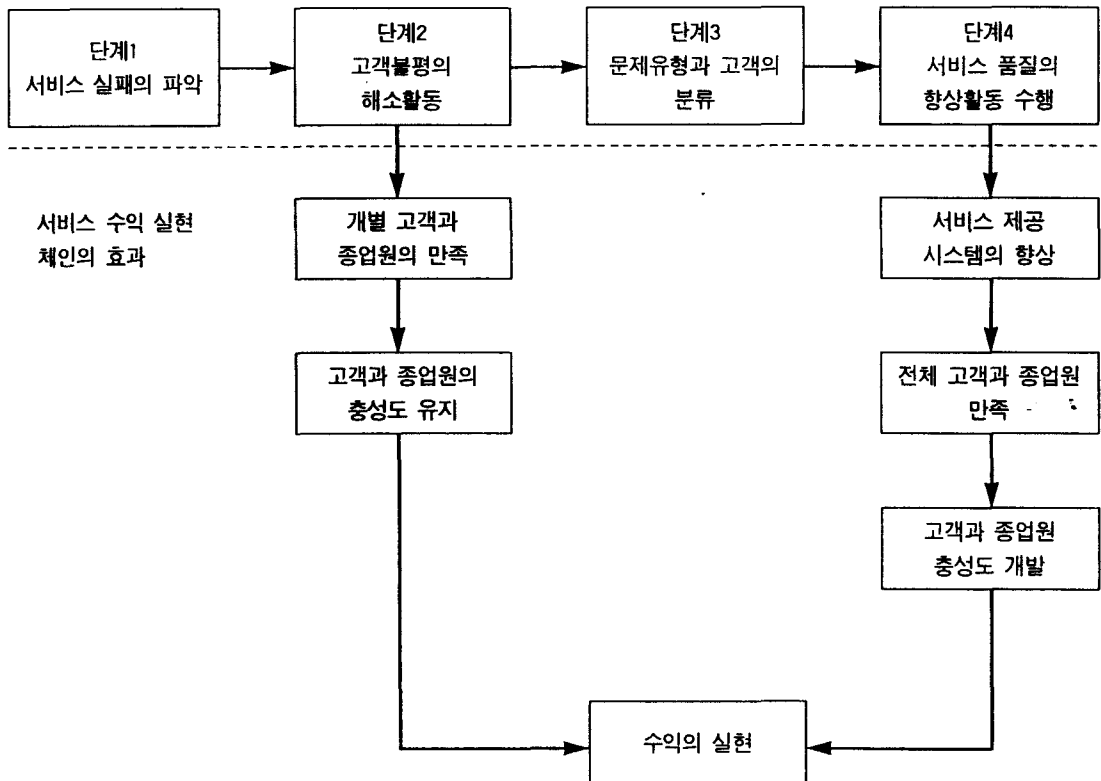 단계1
서비스 실패의 파악
단계2
고객불평의
해소활동
단계3
문제유형과 고객의
분류
단계4
서비스 품질의
향상활동 수행
서비스 수익 실현
체인의 효과
개별 고객과
종업원의 만족
서비스 제공
시스템의 향상
고객과 종업원의
충성도 유지
전체 고객과 종업원
만족
고객과 종업원
충성도 개발
수익의 실현